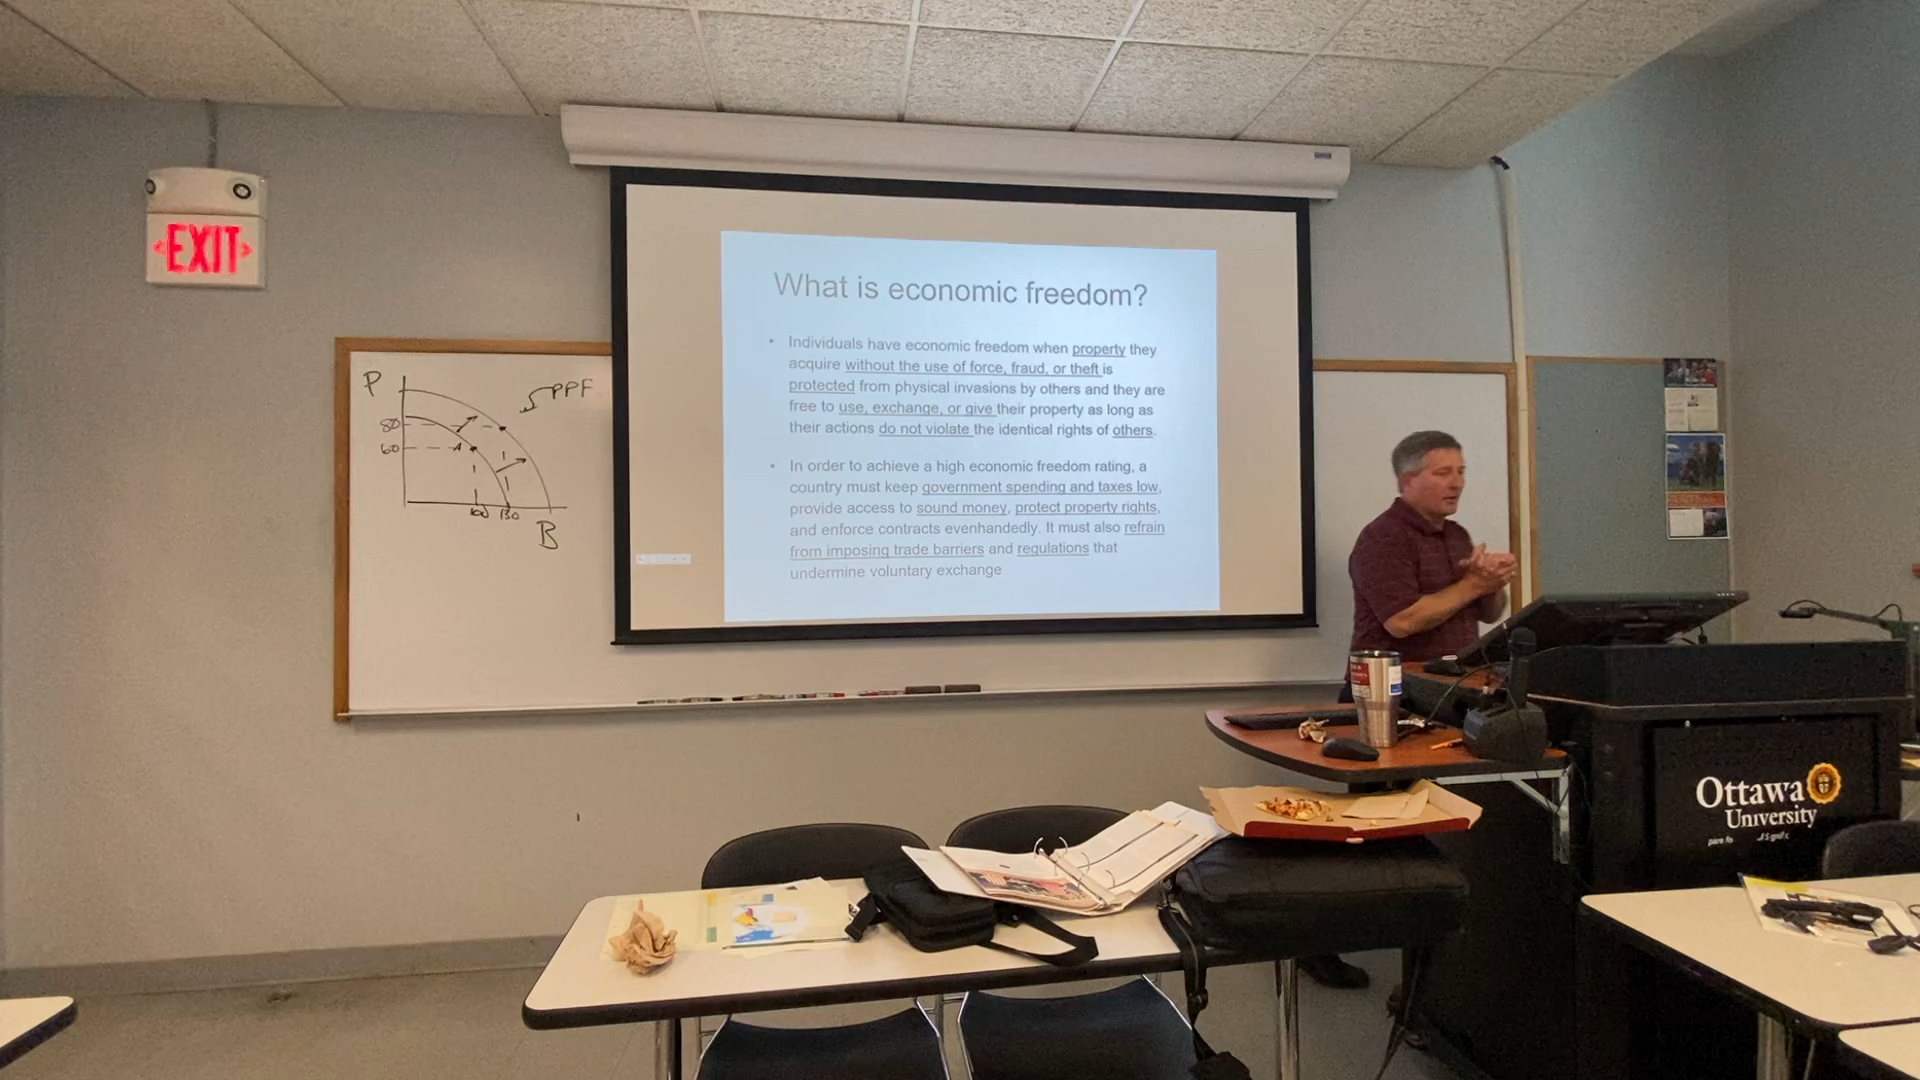 EXIT
What is economic freedom?
• Individuals have economic freedom when property they
acquire without the use of force, fraud, or theft is
protected from physical invasions by others and they are
free to use, exchange, or give their property as long as
their actions do not violate the identical rights of others.
• In order to achieve a high economic freedom rating, a
country must keep government spending and taxes low,
provide access to sound money, protect property rights,
and enforce contracts evenhandedly. It must also refrain
from imposing trade barriers and regulations that
undermine voluntary exchange
P
PPF
80
60
A
130
B
Ottawa
University